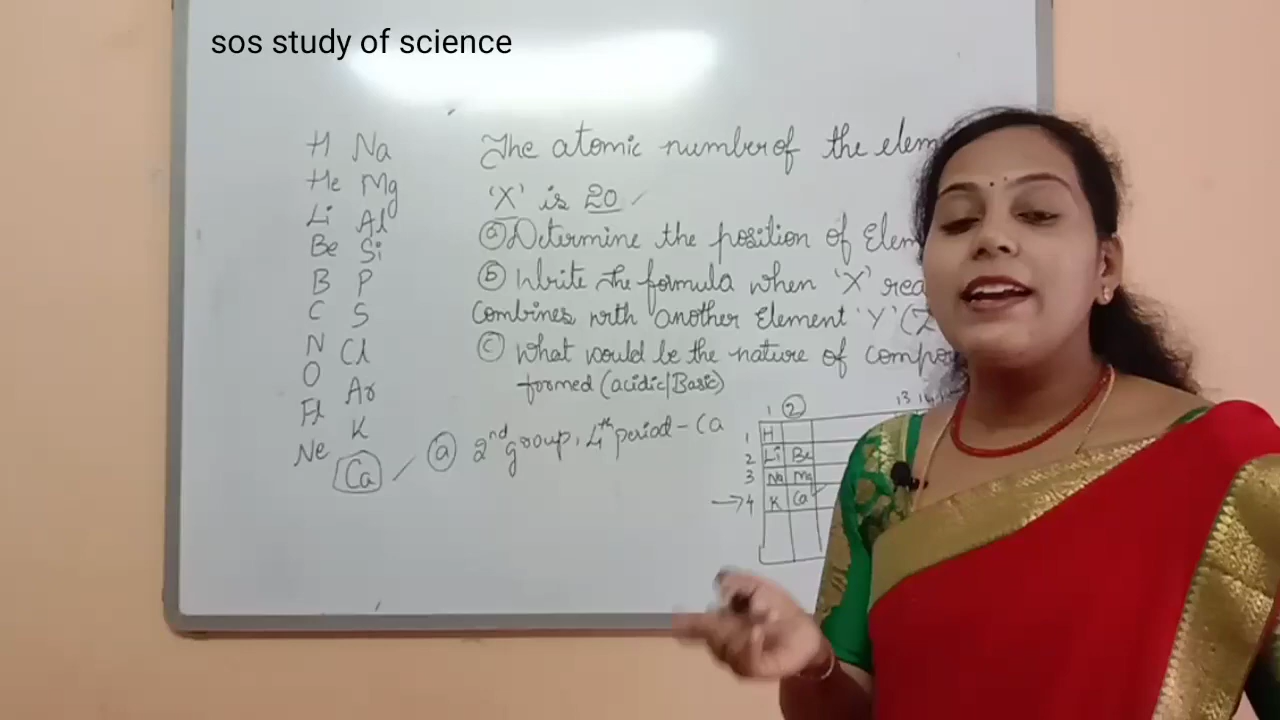 sos study of science
H Na
He Mg
Li Al
Be Si
B P
C S
N Cl
O Ar
Fl K
Ne Ca
The atomic number of the elem
'X' is 20
(a) Determine the position of Elem
(b) Write the formula when 'X' rea
Combines with another Element 'Y' (Z
(c) What would be the nature of compou
formed (acidic/Basic)
(a) 2nd group, 4th period - Ca
1 2 13 14
1 H
2 Li Be
3 Na Mg
→ 4 K Ca